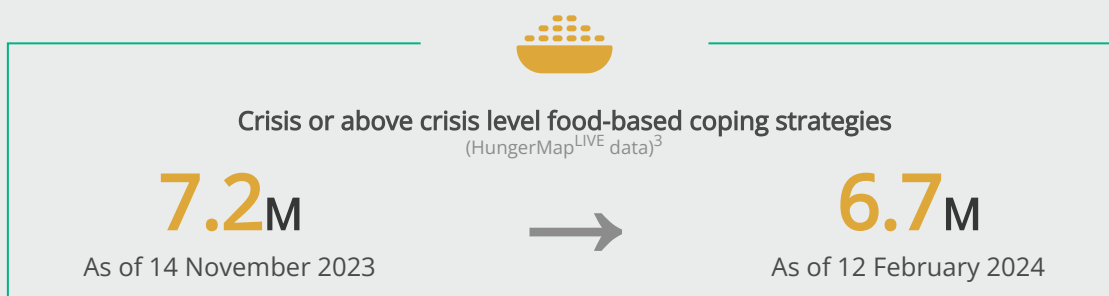 Crisis or above crisis level food-based coping strategies
(HungerMapLIVE data)3
7.2M
6.7M
As of 14 November 2023
As of 12 February 2024